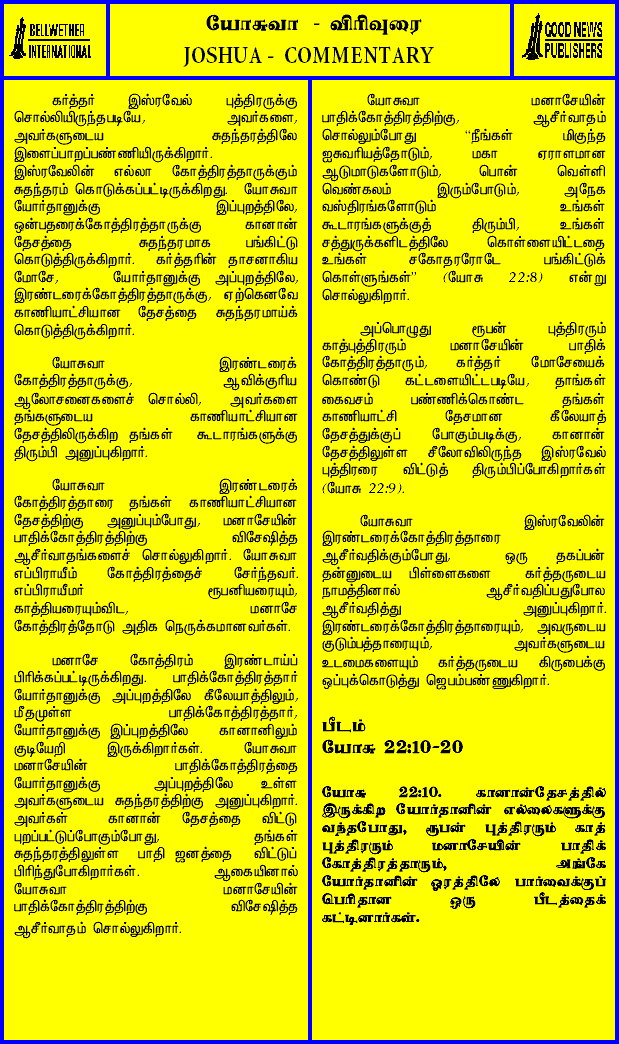 BELLWETHER
INTERNATIONAL
யோசுவா - விரிவுரை
JOSHUA - COMMENTARY
GOOD NEWS
PUBLISHERS
கர்த்தர் இஸ்ரவேல் புத்திரருக்கு
சொல்லியிருந்தபடியே, அவர்களை,
அவர்களுடைய சுதந்தரத்திலே
இளைப்பாறப்பண்ணியிருக்கிறார்.
இஸ்ரவேலின் எல்லா கோத்திரத்தாருக்கும்
சுதந்தரம் கொடுக்கப்பட்டிருக்கிறது. யோசுவா
யோர்தானுக்கு இப்புறத்திலே,
ஒன்பதரைக்கோத்திரத்தாருக்கு கானான்
தேசத்தை சுதந்தரமாக பங்கிட்டு
கொடுத்திருக்கிறார். கர்த்தரின் தாசனாகிய
மோசே, யோர்தானுக்கு அப்புறத்திலே,
இரண்டரைக்கோத்திரத்தாருக்கு, ஏற்கெனவே
காணியாட்சியான தேசத்தை சுதந்தரமாய்க்
கொடுத்திருக்கிறார்.
யோசுவா இரண்டரைக்
கோத்திரத்தாருக்கு, ஆவிக்குரிய
ஆலோசனைகளைச் சொல்லி, அவர்களை
தங்களுடைய காணியாட்சியான
தேசத்திலிருக்கிற தங்கள் கூடாரங்களுக்கு
திரும்பி அனுப்புகிறார்.
யோசுவா இரண்டரைக்
கோத்திரத்தாரை தங்கள் காணியாட்சியான
தேசத்திற்கு அனுப்பும்போது, மனாசேயின்
பாதிக்கோத்திரத்திற்கு விசேஷித்த
ஆசீர்வாதங்களைச் சொல்லுகிறார். யோசுவா
எப்பிராயீம் கோத்திரத்தைச் சேர்ந்தவர்.
எப்பிராயீமர் ரூபனியரையும்,
காத்தியரையும்விட, மனாசே
கோத்திரத்தோடு அதிக நெருக்கமானவர்கள்.
மனாசே கோத்திரம் இரண்டாய்ப்
பிரிக்கப்பட்டிருக்கிறது. பாதிக்கோத்திரத்தார்
யோர்தானுக்கு அப்புறத்திலே கீலேயாத்திலும்,
மீதமுள்ள பாதிக்கோத்திரத்தார்,
யோர்தானுக்கு இப்புறத்திலே கானானிலும்
குடியேறி இருக்கிறார்கள். யோசுவா
மனாசேயின் பாதிக்கோத்திரத்தை
யோர்தானுக்கு அப்புறத்திலே உள்ள
அவர்களுடைய சுதந்தரத்திற்கு அனுப்புகிறார்.
அவர்கள் கானான் தேசத்தை விட்டு
புறப்பட்டுப்போகும்போது, தங்கள்
சுதந்தரத்திலுள்ள பாதி ஜனத்தை விட்டுப்
பிரிந்துபோகிறார்கள். ஆகையினால்
யோசுவா மனாசேயின்
பாதிக்கோத்திரத்திற்கு விசேஷித்த
ஆசீர்வாதம் சொல்லுகிறார்.
யோசுவா மனாசேயின்
பாதிக்கோத்திரத்திற்கு, ஆசீர்வாதம்
சொல்லும்போது "நீங்கள் மிகுந்த
ஐசுவரியத்தோடும், மகா ஏராளமான
ஆடுமாடுகளோடும், பொன் வெள்ளி
வெண்கலம் இரும்போடும், அநேக
வஸ்திரங்களோடும் உங்கள்
கூடாரங்களுக்குத் திரும்பி, உங்கள்
சத்துருக்களிடத்திலே கொள்ளையிட்டதை
உங்கள் சகோதரரோடே பங்கிட்டுக்
கொள்ளுங்கள்" (யோசு 22:8) என்று
சொல்லுகிறார்.
அப்பொழுது ரூபன் புத்திரரும்
காத்புத்திரரும் மனாசேயின் பாதிக்
கோத்திரத்தாரும், கர்த்தர் மோசேயைக்
கொண்டு கட்டளையிட்டபடியே, தாங்கள்
கைவசம் பண்ணிக்கொண்ட தங்கள்
காணியாட்சி தேசமான கீலேயாத்
தேசத்துக்குப் போகும்படிக்கு, கானான்
தேசத்திலுள்ள சீலோவிலிருந்த இஸ்ரவேல்
புத்திரரை விட்டுத் திரும்பிப்போகிறார்கள்
(யோசு 22:9).
யோசுவா இஸ்ரவேலின்
இரண்டரைக்கோத்திரத்தாரை
ஆசீர்வதிக்கும்போது, ஒரு தகப்பன்
தன்னுடைய பிள்ளைகளை கர்த்தருடைய
நாமத்தினால் ஆசீர்வதிப்பதுபோல
ஆசீர்வதித்து அனுப்புகிறார்.
இரண்டரைக்கோத்திரத்தாரையும், அவருடைய
குடும்பத்தாரையும், அவர்களுடைய
உடமைகளையும் கர்த்தருடைய கிருபைக்கு
ஒப்புக்கொடுத்து ஜெபம்பண்ணுகிறார்.
பீடம்
யோசு 22:10-20
யோசு 22:10. கானான்தேசத்தில்
இருக்கிற யோர்தானின் எல்லைகளுக்கு
வந்தபோது, ரூபன் புத்திரரும் காத்
புத்திரரும் மனாசேயின் பாதிக்
கோத்திரத்தாரும், அங்கே
யோர்தானின் ஓரத்திலே பார்வைக்குப்
பெரிதான ஒரு பீடத்தைக்
கட்டினார்கள்.